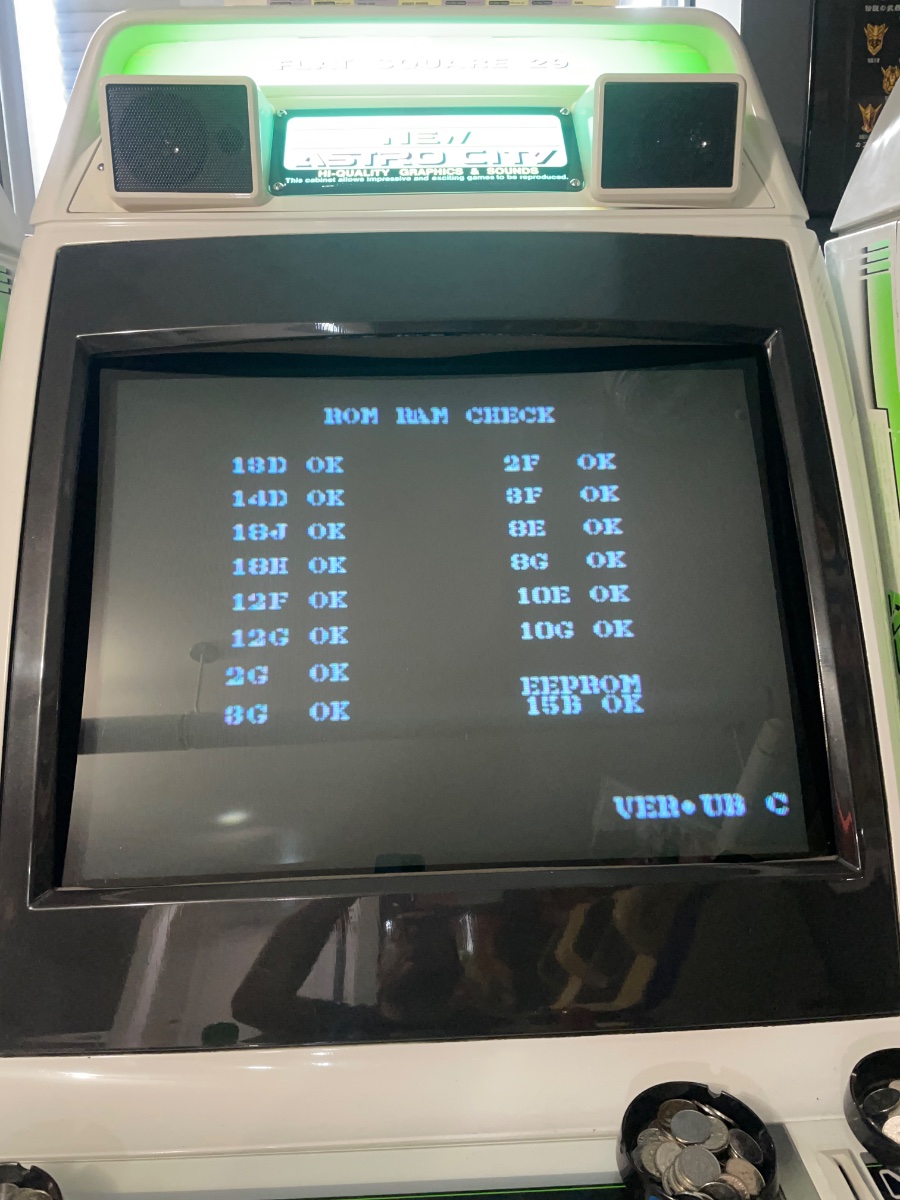 FLAT SQUARE 29
NEW
ASTRO CITY
HI-QUALITY GRAPHICS & SOUNDS
This cabinet allows impressive and exciting games to be reproduced.
ROM RAM CHECK
13D OK
14D OK
18J OK
18H OK
12F OK
12G OK
2G OK
3G OK
2F OK
3F OK
8E OK
8G OK
10E OK
10G OK
EEPROM
15B OK
VER. UB C